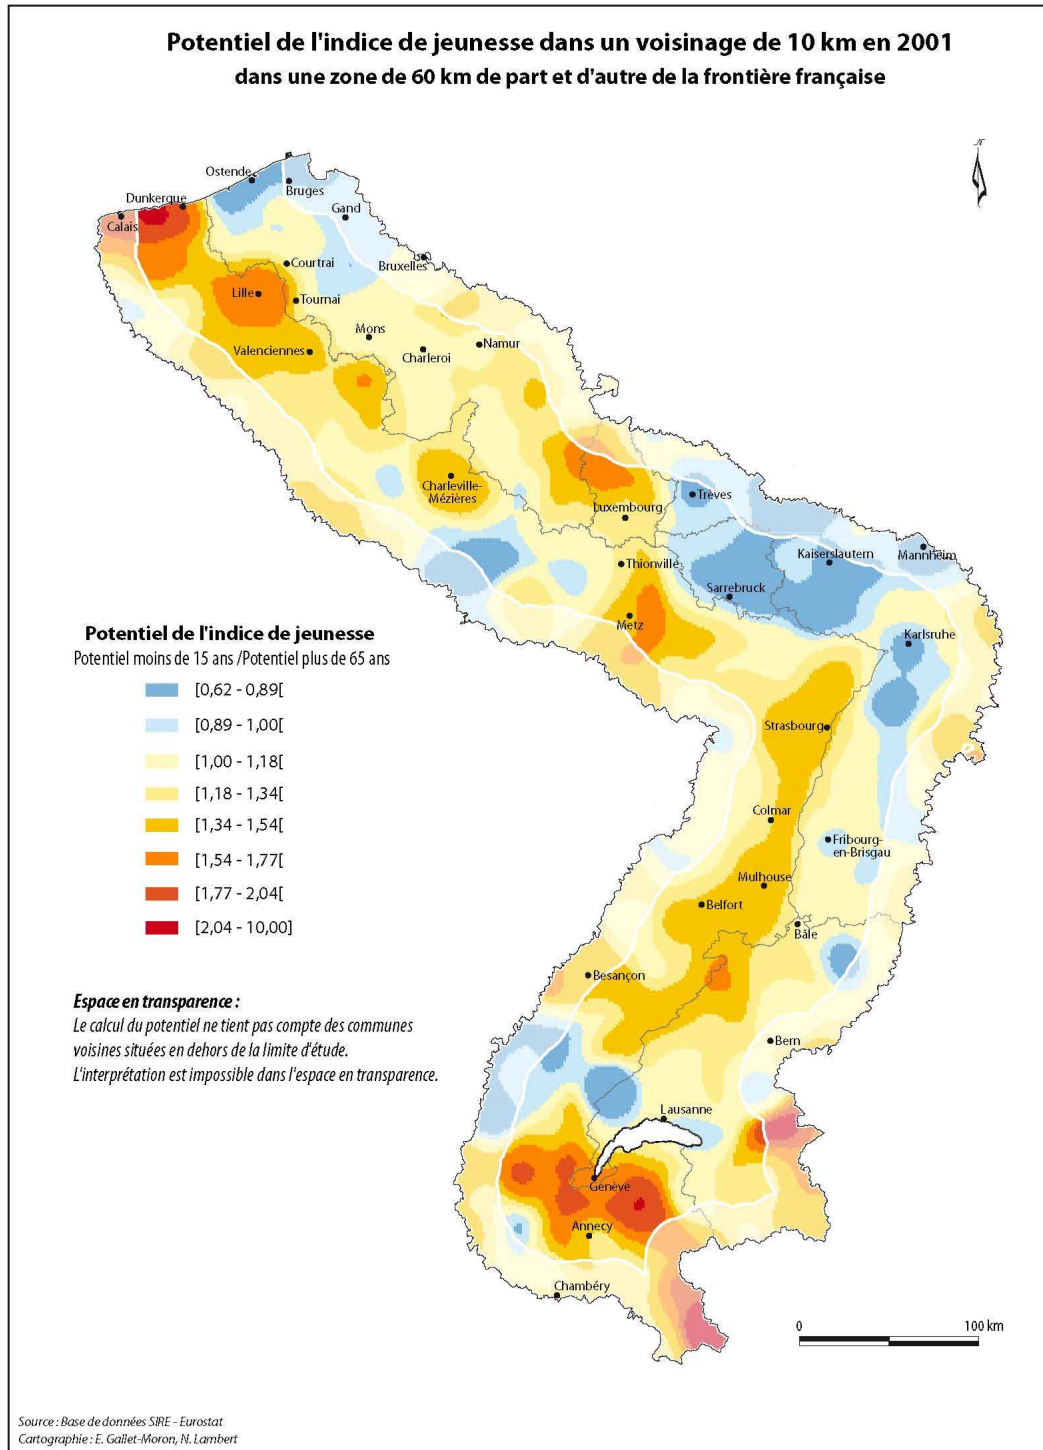 Potentiel de l'indice de jeunesse dans un voisinage de 10 km en 2001
dans une zone de 60 km de part et d'autre de la frontière française
N
Ostende
Bruges
Dunkerque
Calais
Gand
Bruxelles
Courtrai
Lille
Tournai
Mons
Valenciennes
Charleroi
Namur
Charleville-
Mézières
Luxembourg
Trèves
Thionville
Kaiserslautern
Mannheim
Sarrebruck
Metz
Karlsruhe
Strasbourg
Colmar
Fribourg-
en-Brisgau
Mulhouse
Belfort
Bâle
Besançon
Bern
Lausanne
Genève
Annecy
Chambéry
Potentiel de l'indice de jeunesse
Potentiel moins de 15 ans /Potentiel plus de 65 ans
[0,62 - 0,89[
[0,89 - 1,00[
[1,00 - 1,18[
[1,18 - 1,34[
[1,34 - 1,54[
[1,54 - 1,77[
[1,77 - 2,04[
[2,04 - 10,00]
Espace en transparence :
Le calcul du potentiel ne tient pas compte des communes
voisines situées en dehors de la limite d'étude.
L'interprétation est impossible dans l'espace en transparence.
0 100 km
Source : Base de données SIRE - Eurostat
Cartographie : E. Gallet-Moron, N. Lambert